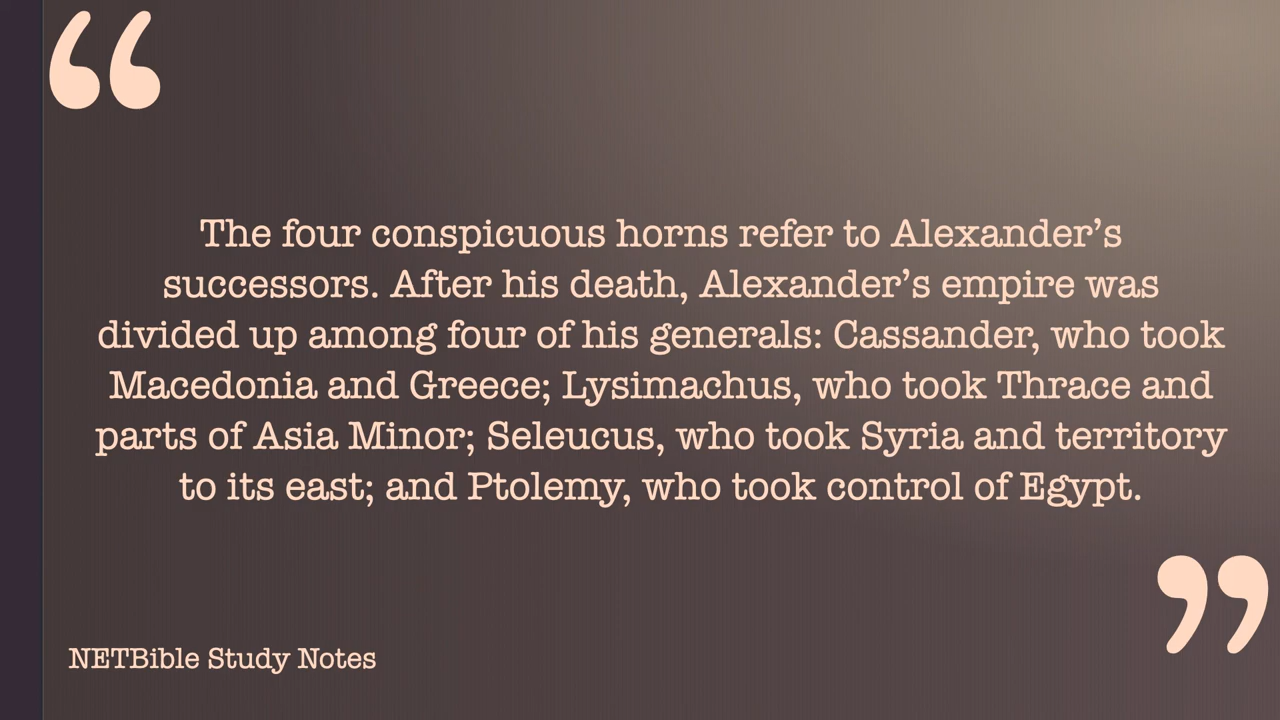 “
The four conspicuous horns refer to Alexander’s
successors. After his death, Alexander’s empire was
divided up among four of his generals: Cassander, who took
Macedonia and Greece; Lysimachus, who took Thrace and
parts of Asia Minor; Seleucus, who took Syria and territory
to its east; and Ptolemy, who took control of Egypt.
”
NETBible Study Notes